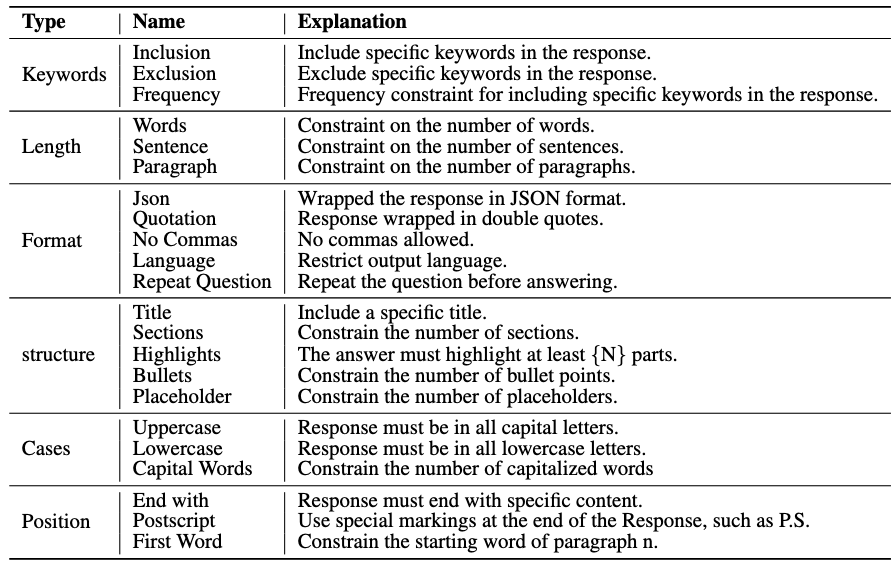 Type Name Explanation
Inclusion Include specific keywords in the response.
Keywords Exclusion Exclude specific keywords in the response.
Frequency Frequency constraint for including specific keywords in the response.
Words Constraint on the number of words.
Length Sentence Constraint on the number of sentences.
Paragraph Constraint on the number of paragraphs.
Json Wrapped the response in JSON format.
Quotation Response wrapped in double quotes.
Format No Commas No commas allowed.
Language Restrict output language.
Repeat Question Repeat the question before answering.
Title Include a specific title.
Sections Constrain the number of sections.
structure Highlights The answer must highlight at least {N} parts.
Bullets Constrain the number of bullet points.
Placeholder Constrain the number of placeholders.
Uppercase Response must be in all capital letters.
Cases Lowercase Response must be in all lowercase letters.
Capital Words Constrain the number of capitalized words
End with Response must end with specific content.
Position Postscript Use special markings at the end of the Response, such as P.S.
First Word Constrain the starting word of paragraph n.